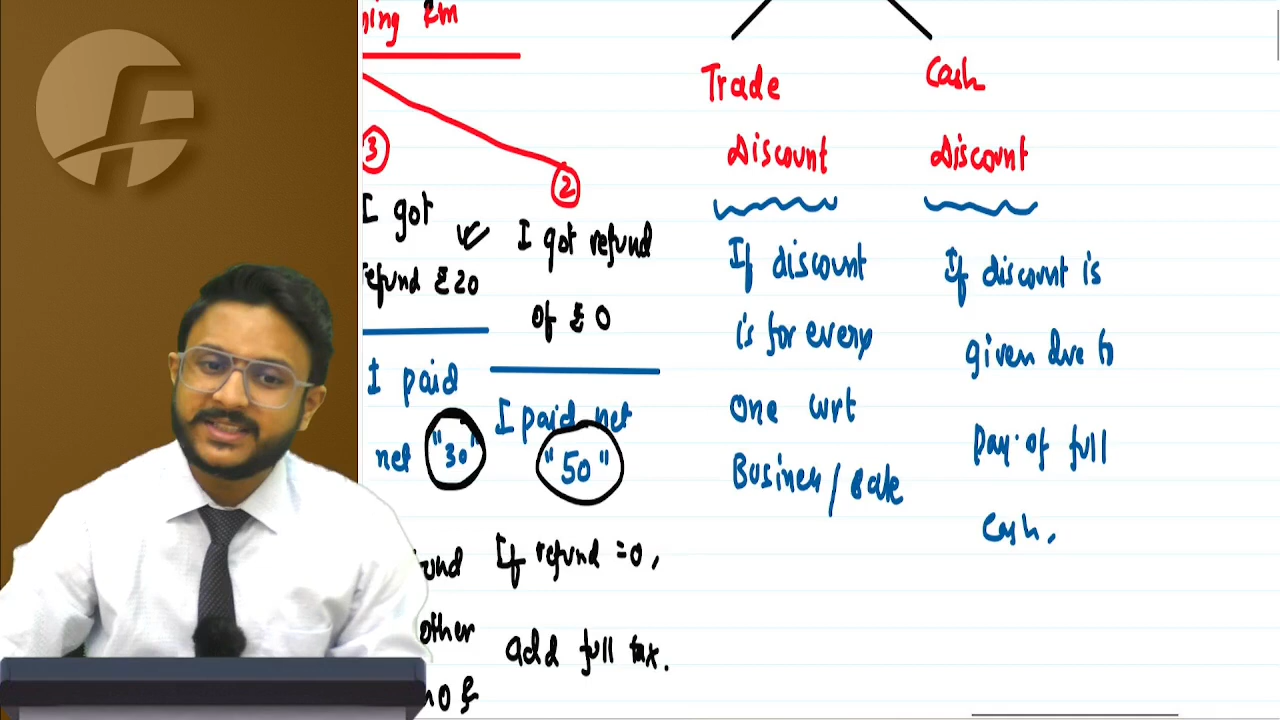 ③
I got
refund ₹20
I paid
net "30"
other
②
I got refund
of ₹ 0
I paid net
"50"
If refund =0,
add full tax.
Trade
Discount
If discount
is for every
one wrt
Business / sale
Cash
Discount
If discount is
given due to
pay. of full
cash.